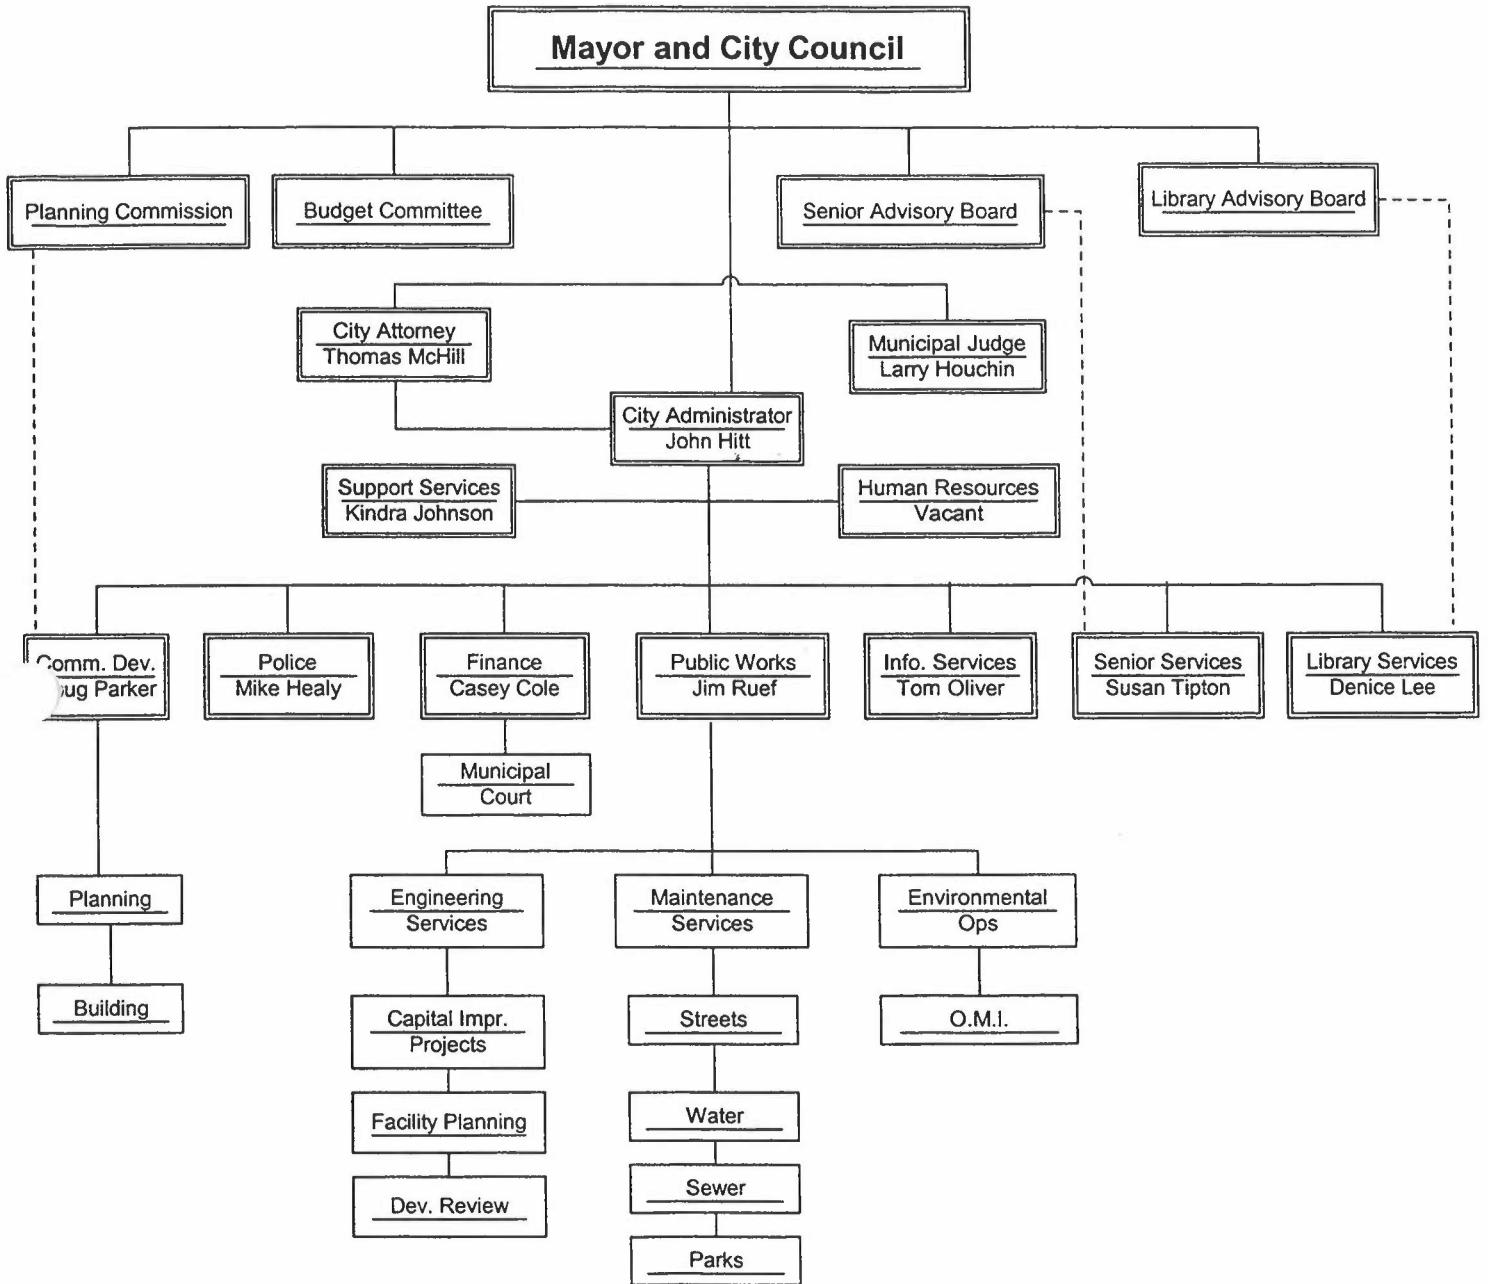 Mayor and City Council
Planning Commission
Budget Committee
Senior Advisory Board
Library Advisory Board
City Attorney
Thomas McHill
Municipal Judge
Larry Houchin
City Administrator
John Hitt
Support Services
Kindra Johnson
Human Resources
Vacant
Comm. Dev.
Parker
Police
Mike Healy
Finance
Casey Cole
Public Works
Jim Ruef
Info. Services
Tom Oliver
Senior Services
Susan Tipton
Library Services
Denice Lee
Municipal
Court
Planning
Engineering
Services
Maintenance
Services
Environmental
Ops
Building
Capital Impr.
Projects
Streets
O.M.I.
Facility Planning
Water
Dev. Review
Sewer
Parks